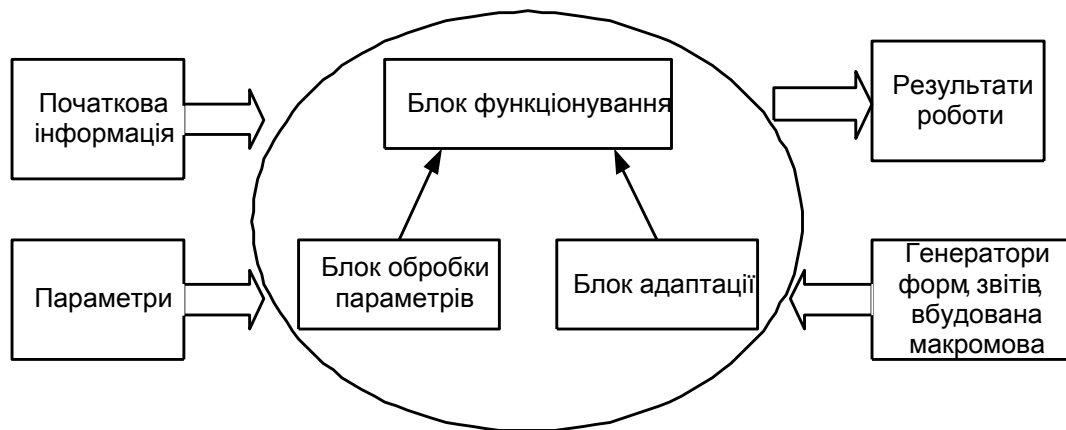 Початкова
інформація
Блок функціонування
Результати
роботи
Параметри
Блок обробки
параметрів
Блок адаптації
Генератори
форм, звітів,
вбудована
макромова